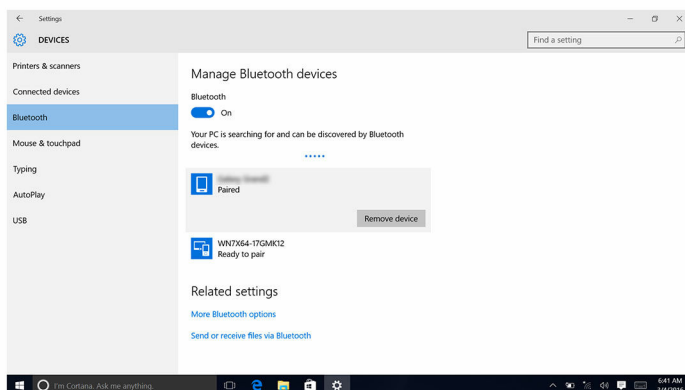 Settings
DEVICES
Find a setting
Printers & scanners
Connected devices
Bluetooth
Mouse & touchpad
Typing
AutoPlay
USB
Manage Bluetooth devices
Bluetooth
On
Your PC is searching for and can be discovered by Bluetooth
devices.
Paired
Remove device
WN7X64-17GMK12
Ready to pair
Related settings
More Bluetooth options
Send or receive files via Bluetooth
I'm Cortana. Ask me anything.
6:41 AM